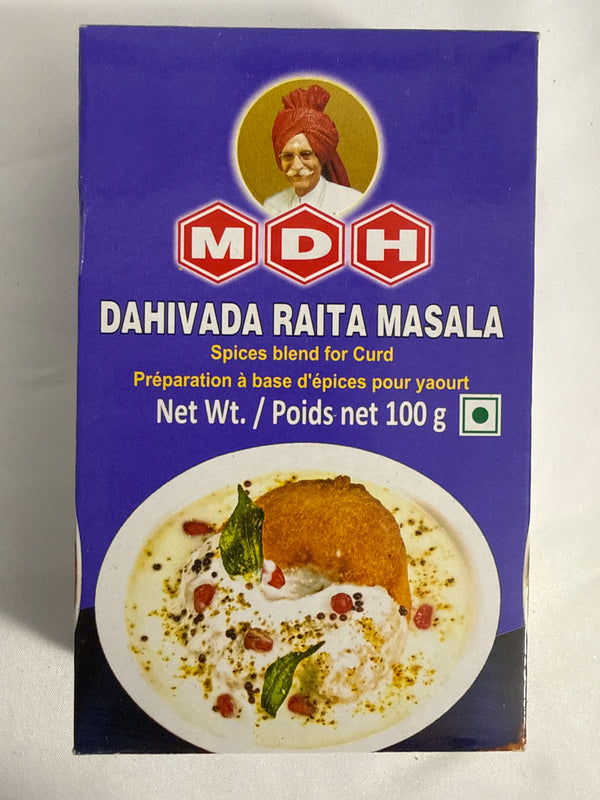 MDH
DAHIVADA RAITA MASALA
Spices blend for Curd
Préparation à base d'épices pour yaourt
Net Wt. / Poids net 100 g